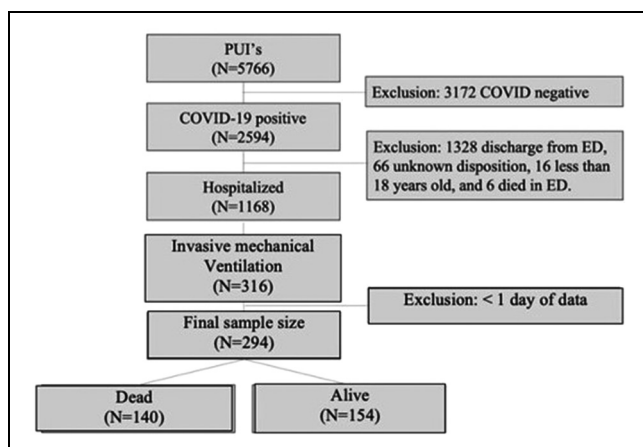 PUI's
(N=5766)
Exclusion: 3172 COVID negative
COVID-19 positive
(N=2594)
Exclusion: 1328 discharge from ED,
66 unknown disposition, 16 less than
18 years old, and 6 died in ED.
Hospitalized
(N=1168)
Invasive mechanical
Ventilation
(N=316)
Exclusion: < 1 day of data
Final sample size
(N=294)
Dead
(N=140)
Alive
(N=154)